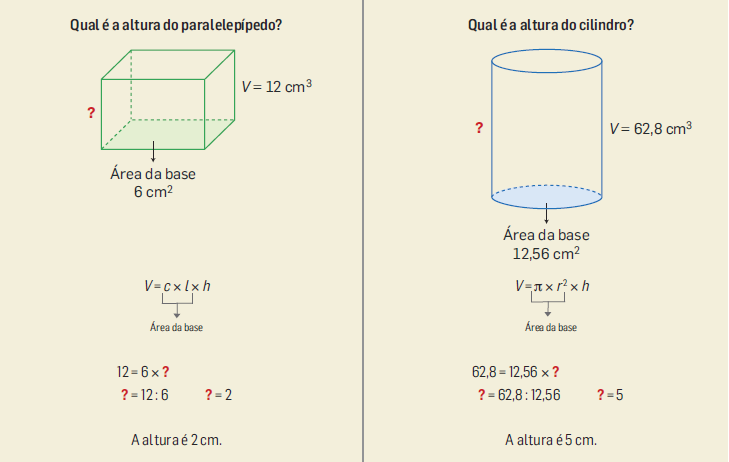 Qual é a altura do paralelepípedo?
?
V = 12 cm³
Área da base
6 cm²
V = c × l × h
Área da base
12 = 6 × ?
? = 12 : 6 ? = 2
A altura é 2 cm.
Qual é a altura do cilindro?
?
V = 62,8 cm³
Área da base
12,56 cm²
V = π × r² × h
Área da base
62,8 = 12,56 × ?
? = 62,8 : 12,56 ? = 5
A altura é 5 cm.